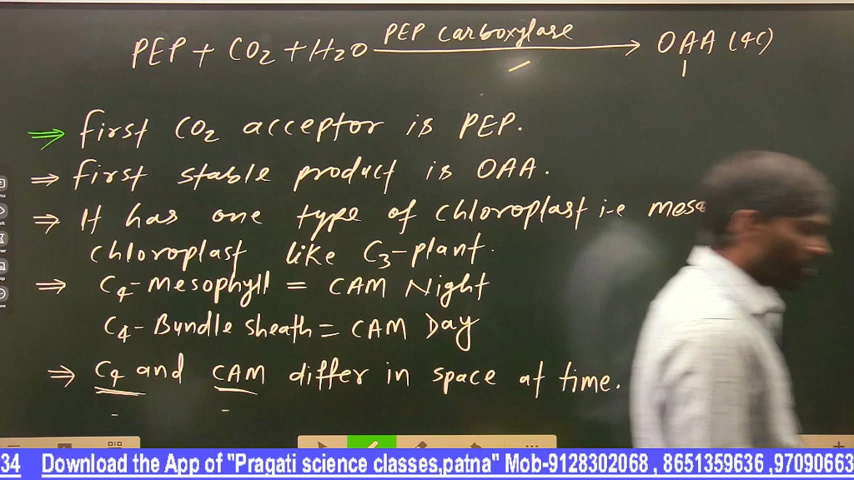 PEP + CO2 + H2O PEP carboxylase → OAA (4C)
⇒ First CO2 acceptor is PEP.
⇒ First stable product is OAA.
⇒ It has one type of chloroplast i.e
chloroplast like C3-plant.
⇒ C4-Mesophyll = CAM Night
C4-Bundle sheath = CAM Day
⇒ C4 and CAM differ in space at time.
34 Download the App of "Pragati science classes,patna" Mob-9128302068 , 8651359636 ,97090663